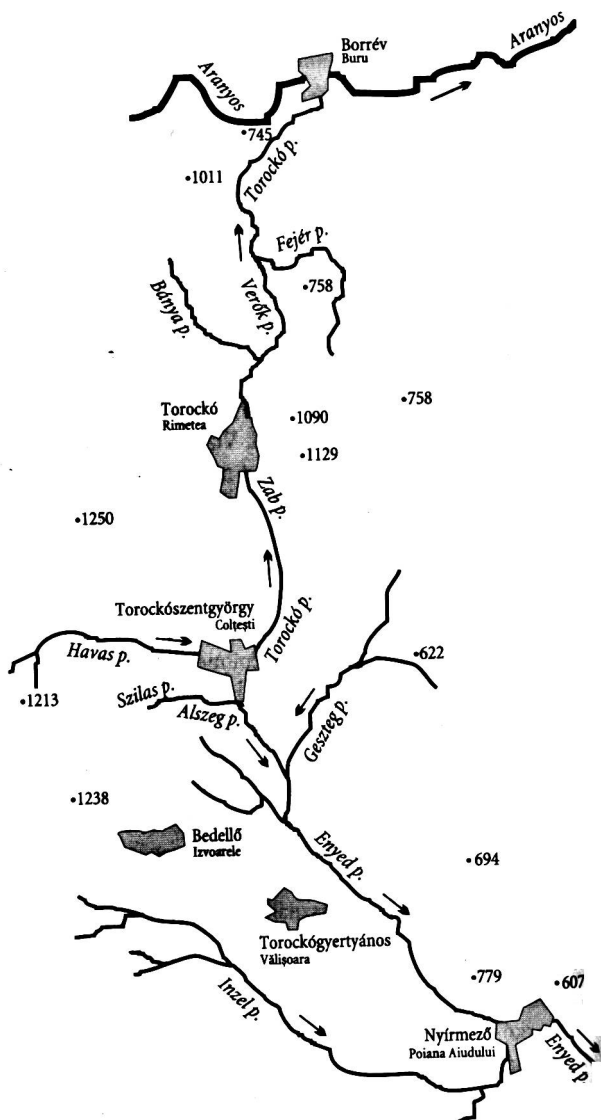 Borrév
Buru
Aranyos
Aranyos
•745
•1011
Torockó p.
Fejér p.
•758
Bánya p.
Verők p.
•758
Torockó
Rimetea
•1090
•1129
Zab p.
•1250
Torockószentgyörgy
Colțești
Torockó p.
Havas p.
•622
•1213
Szilas p.
Alszeg p.
Geszteg p.
•1238
Bedellő
Izvoarele
Enyed p.
•694
Torockógyertyános
Vălișoara
•779
•607
Inzel p.
Nyírmező
Poiana Aiudului
Enyed p.